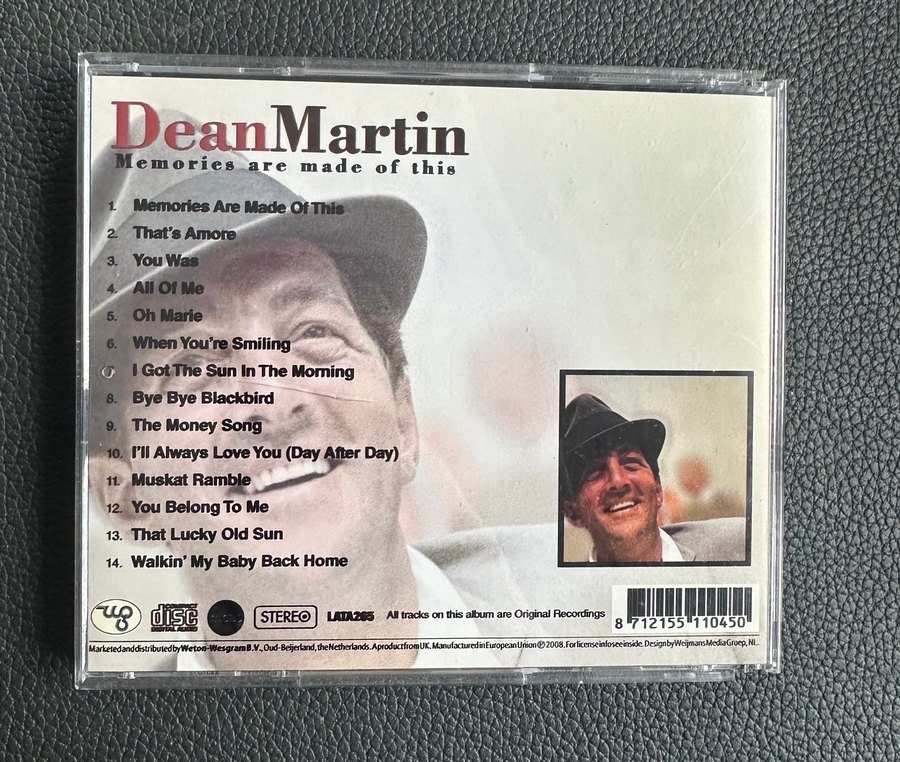 DeanMartin
Memories are made of this
1. Memories Are Made Of This
2. That's Amore
3. You Was
4. All Of Me
5. Oh Marie
6. When You're Smiling
I Got The Sun In The Morning
8. Bye Bye Blackbird
9. The Money Song
10. I'll Always Love You (Day After Day)
11. Muskat Ramble
12. You Belong To Me
13. That Lucky Old Sun
14. Walkin' My Baby Back Home
COMPACT
disc
DIGITAL AUDIO
STEREO
LATA265
All tracks on this album are Original Recordings
8 712155 110450
Marketed and distributed by Weton-Wesgram B.V., Oud-Beijerland, the Netherlands. A product from UK. Manufactured in European Union ℗ 2008. For license info see inside. Design by Weijmans Media Groep, NL.